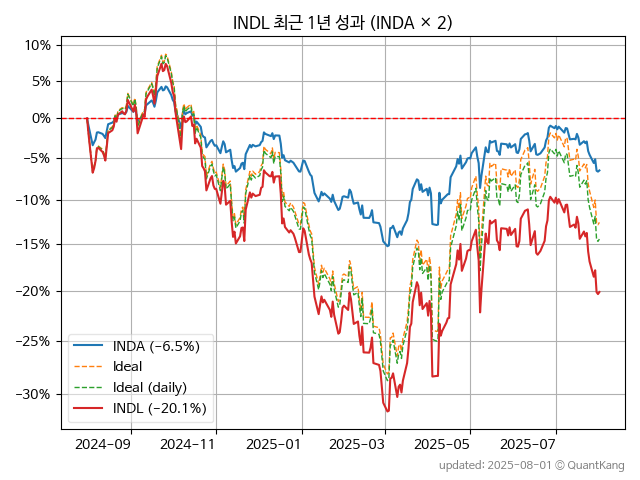 INDL 최근 1년 성과 (INDA × 2)
10%
5%
0%
−5%
−10%
−15%
−20%
−25%
−30%
INDA (−6.5%)
Ideal
Ideal (daily)
INDL (−20.1%)
2024-09 2024-11 2025-01 2025-03 2025-05 2025-07
updated: 2025-08-01 © QuantKang